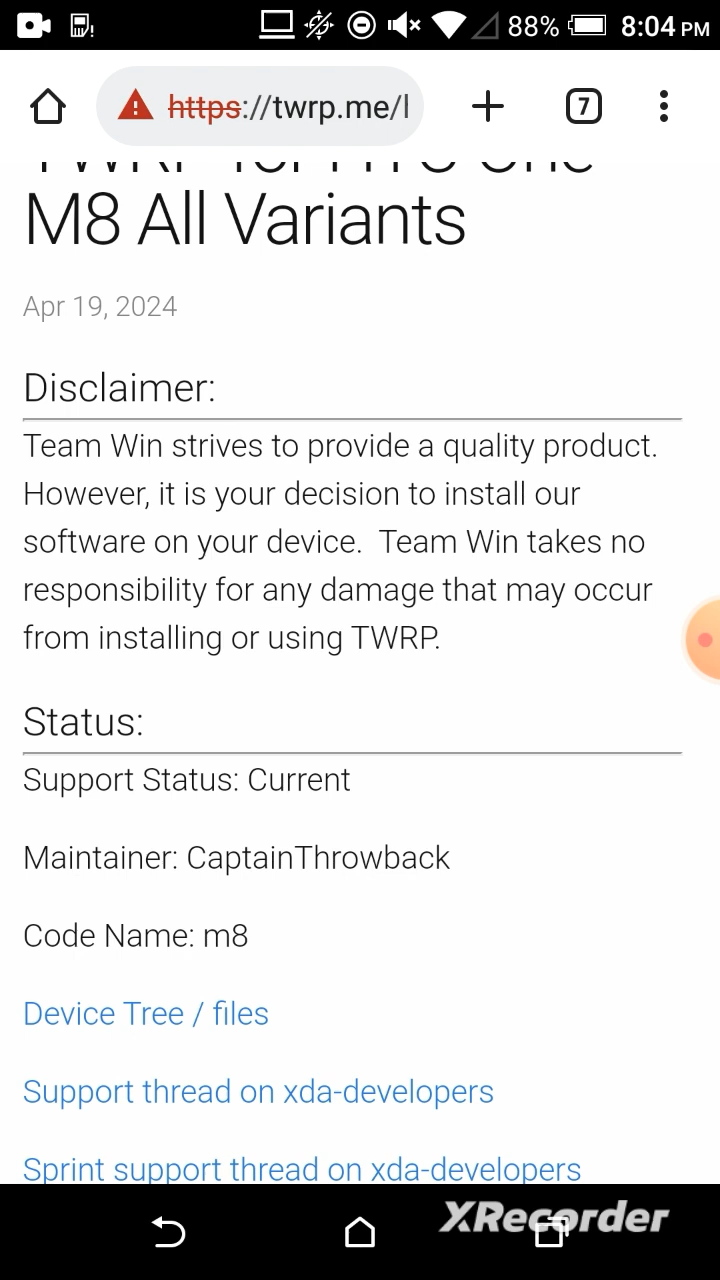 88% 8:04 PM
https://twrp.me/
7
M8 All Variants
Apr 19, 2024
Disclaimer:
Team Win strives to provide a quality product.
However, it is your decision to install our
software on your device. Team Win takes no
responsibility for any damage that may occur
from installing or using TWRP.
Status:
Support Status: Current
Maintainer: CaptainThrowback
Code Name: m8
Device Tree / files
Support thread on xda-developers
Sprint support thread on xda-developers
XRecorder